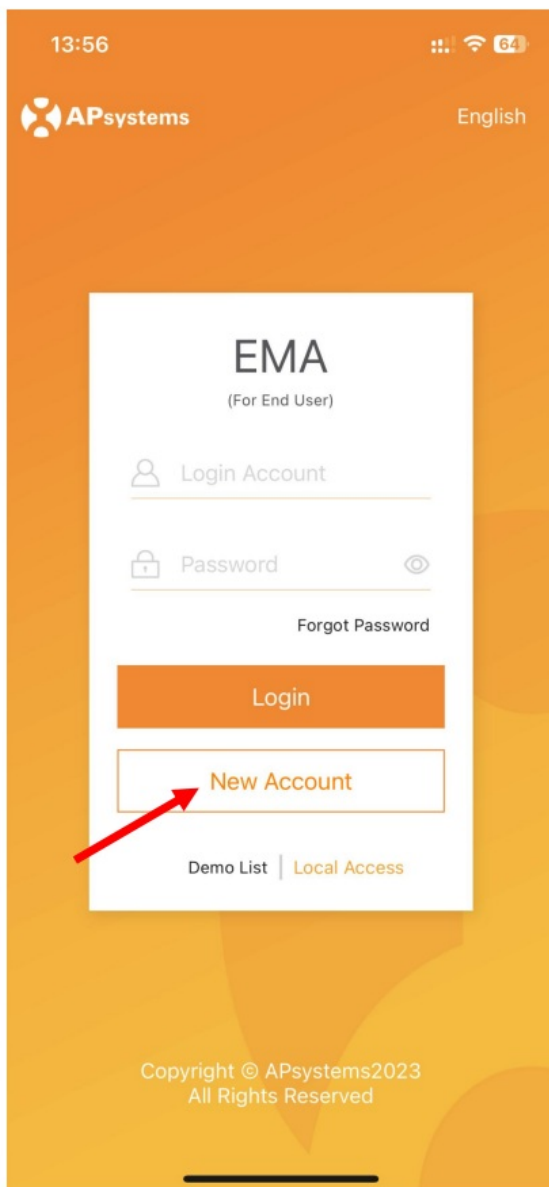 13:56
64
APsystems
English
EMA
(For End User)
Login Account
Password
Forgot Password
Login
New Account
Demo List | Local Access
Copyright © APsystems2023
All Rights Reserved